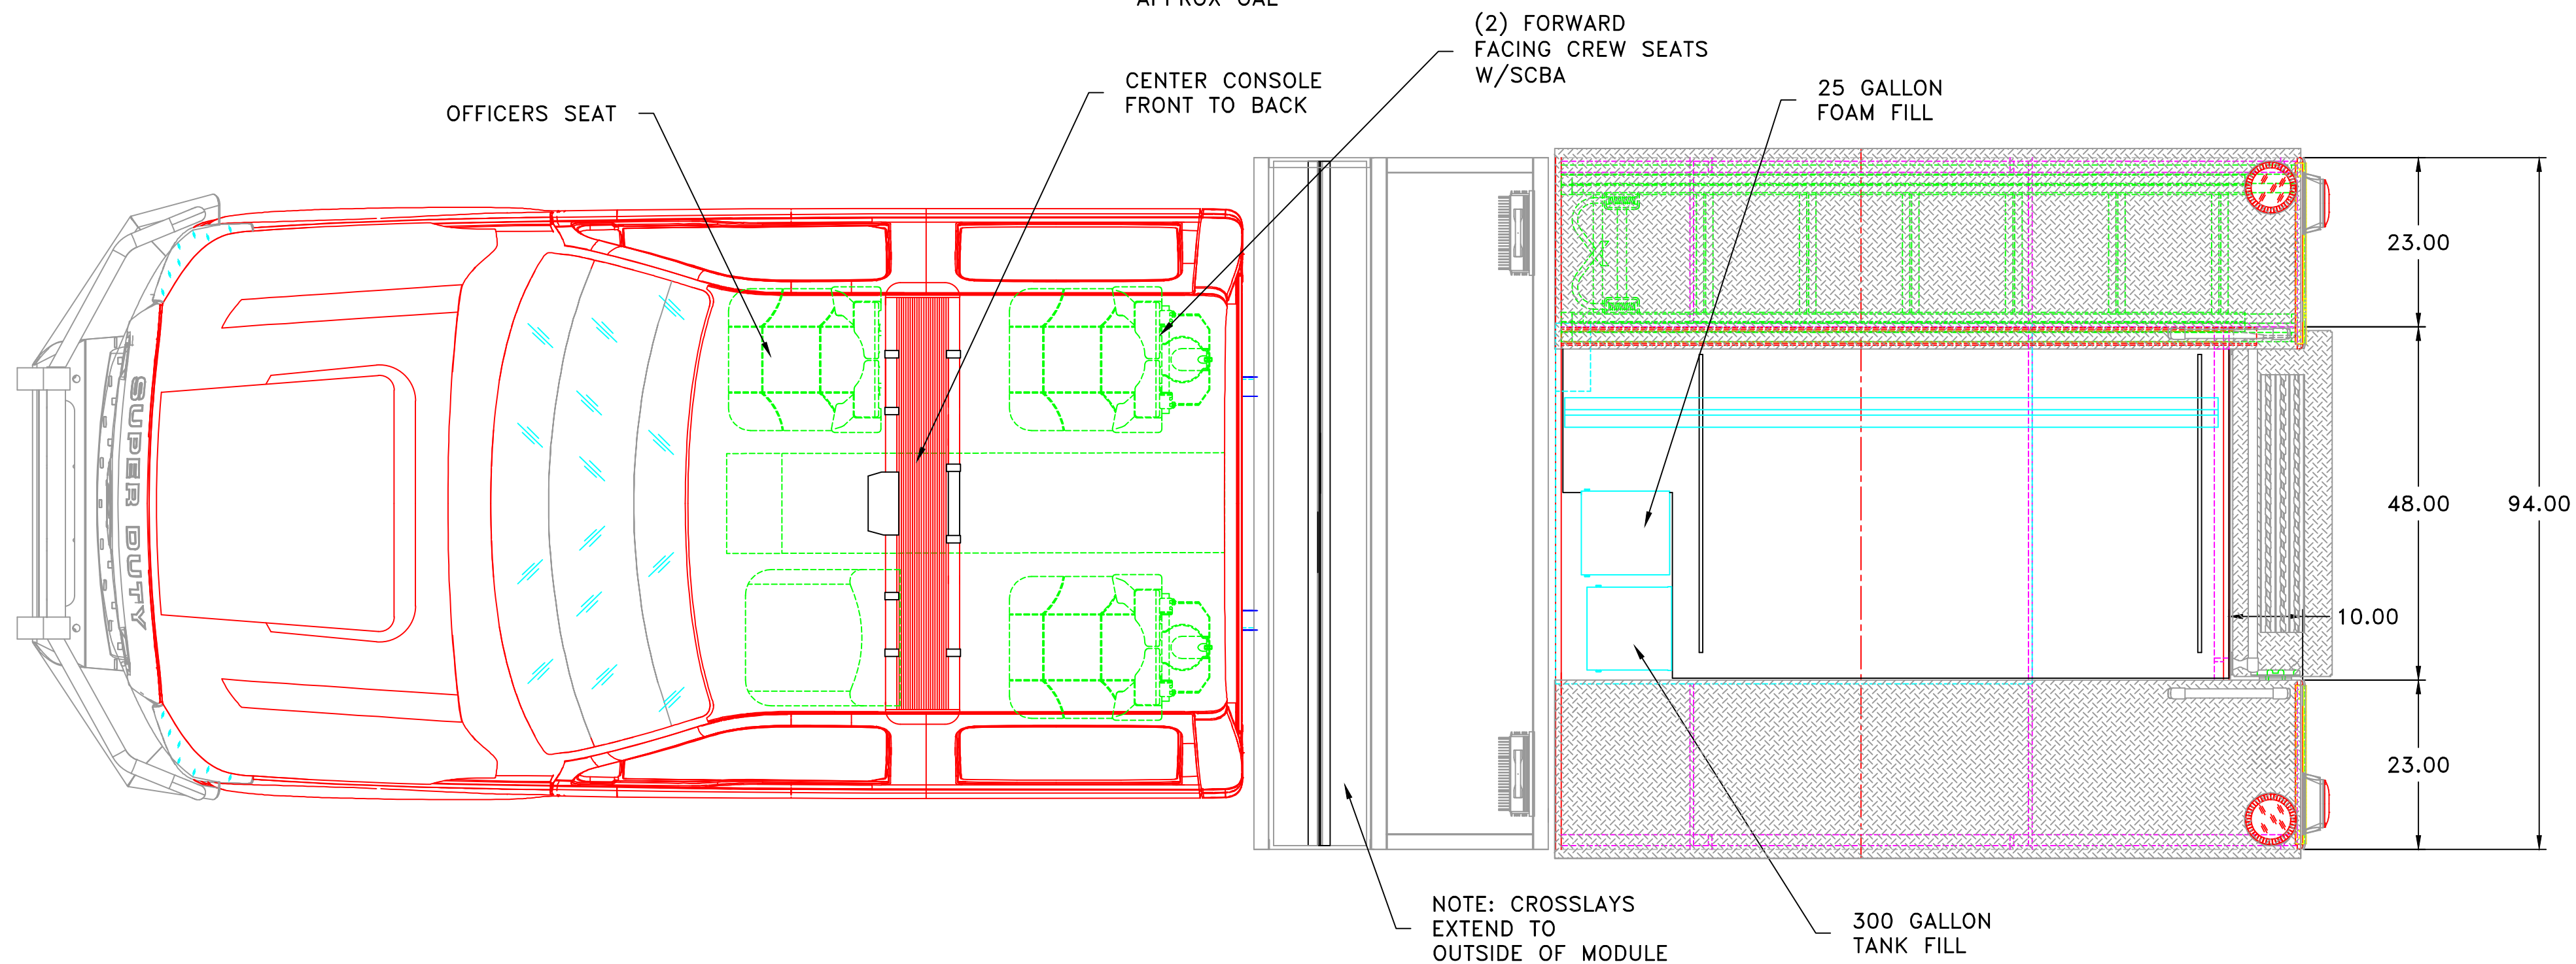 APPROX OAL
(2) FORWARD
FACING CREW SEATS
W/SCBA
CENTER CONSOLE
FRONT TO BACK
OFFICERS SEAT
25 GALLON
FOAM FILL
SUPER DUTY
23.00
48.00
94.00
10.00
23.00
NOTE: CROSSLAYS
EXTEND TO
OUTSIDE OF MODULE
300 GALLON
TANK FILL